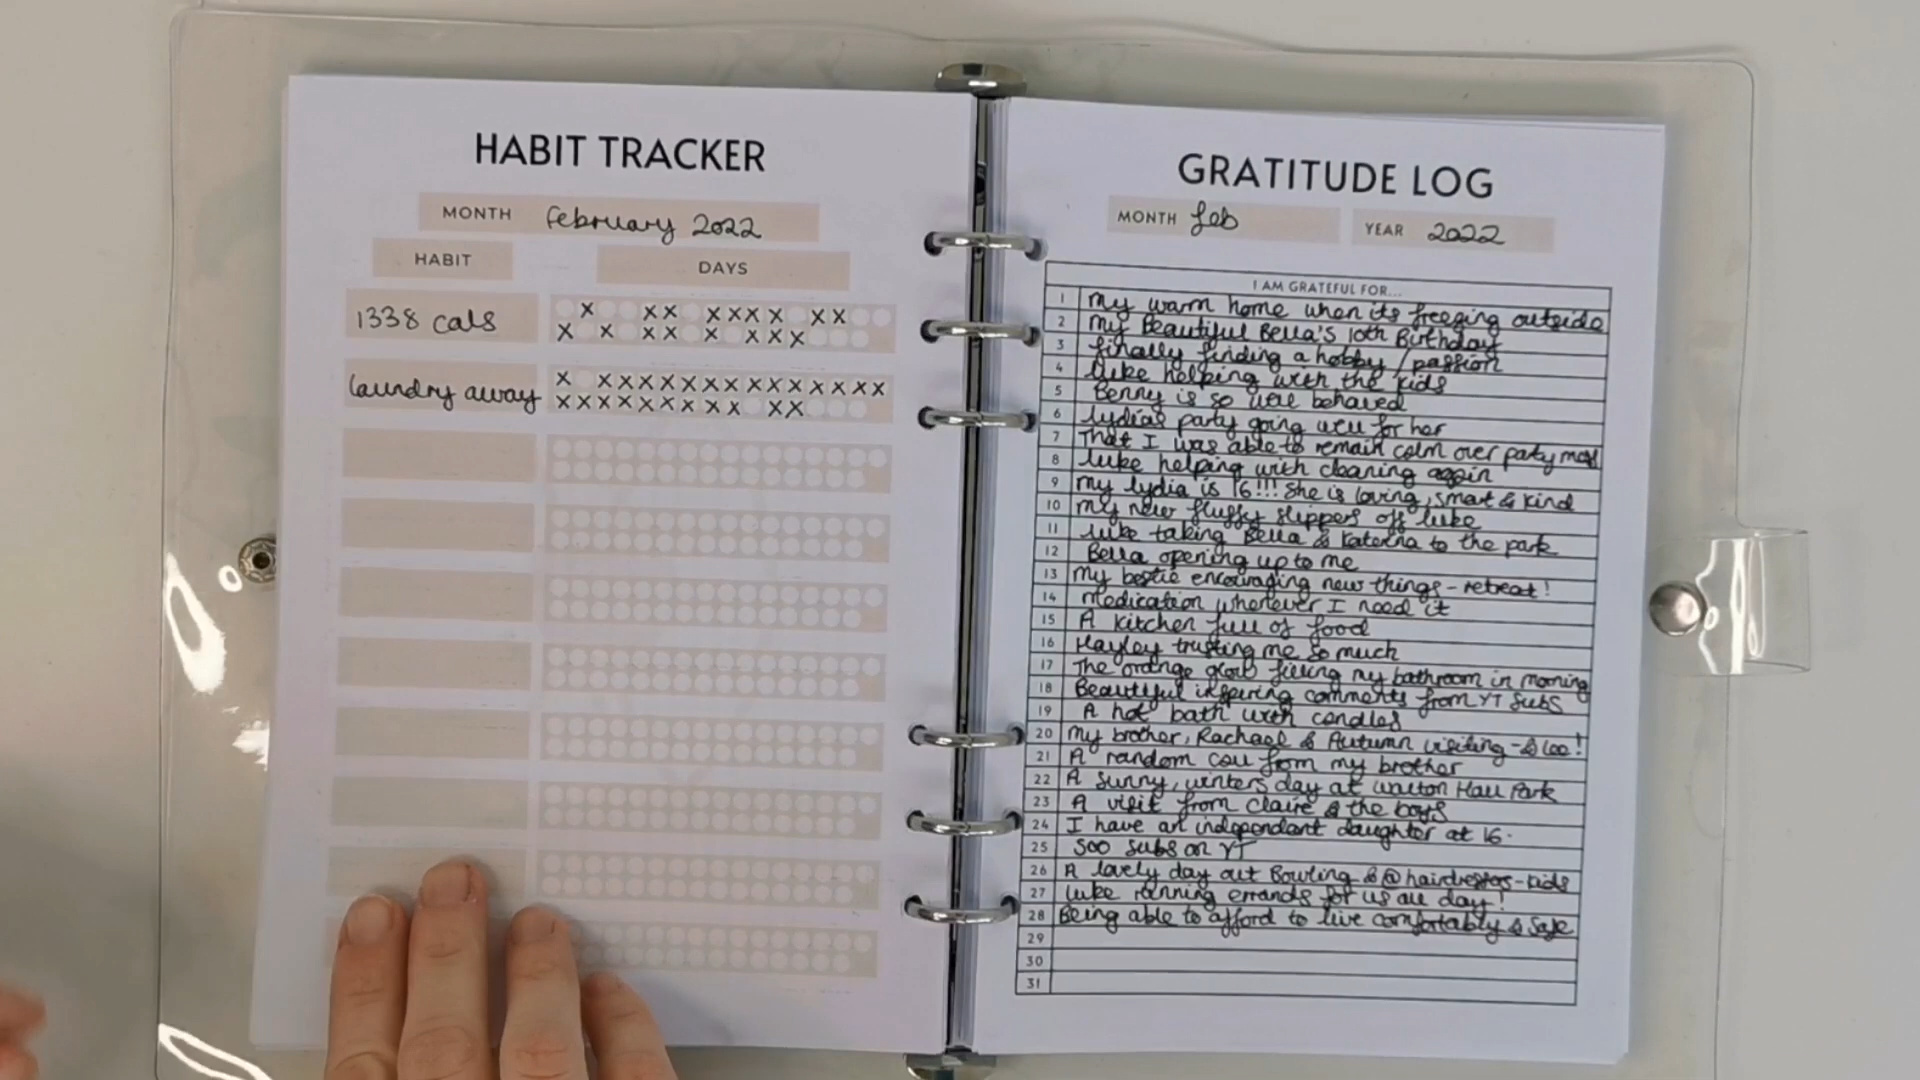 HABIT TRACKER
MONTH february 2022
HABIT DAYS
1338 cals
x xx xxxx xx
x x xx x xxx
laundry away
x xxxxxxxxxxxxxx
xxxxxxxxx xx
GRATITUDE LOG
MONTH feb YEAR 2022
I AM GRATEFUL FOR...
1 My warm home when its freezing outside
2 My Beautiful Bella's 10th Birthday
3 finally finding a hobby / passion
4 luke helping with the kids
5 Benny is so well behaved
6 lydias party going well for her
7 That I was able to remain calm over party
8 luke helping with cleaning again
9 My lydia is 16!!! She is loving, smart & kind
10 My new fluffy slippers off luke
11 luke taking Bella & Katerina to the park
12 Bella opening up to me
13 My bestie encouraging new things - retreat!
14 Medication whenever I need it
15 A kitchen full of food
16 Hayley trusting me so much
17 The orange glow filling my bathroom in morning
18 Beautiful inspiring comments from YT Subs
19 A hot bath with candles
20 My brother, Rachael & Autumn visiting - & Leo!
21 A random call from my brother
22 A sunny, winters day at Walton Hall Park
23 A visit from Claire & the boys
24 I have an independant daughter at 16.
25 500 subs on YT
26 A lovely day out Bowling & @ hairdressers - kids
27 luke running errands for us all day!
28 Being able to afford to live comfortably & safe
29
30
31